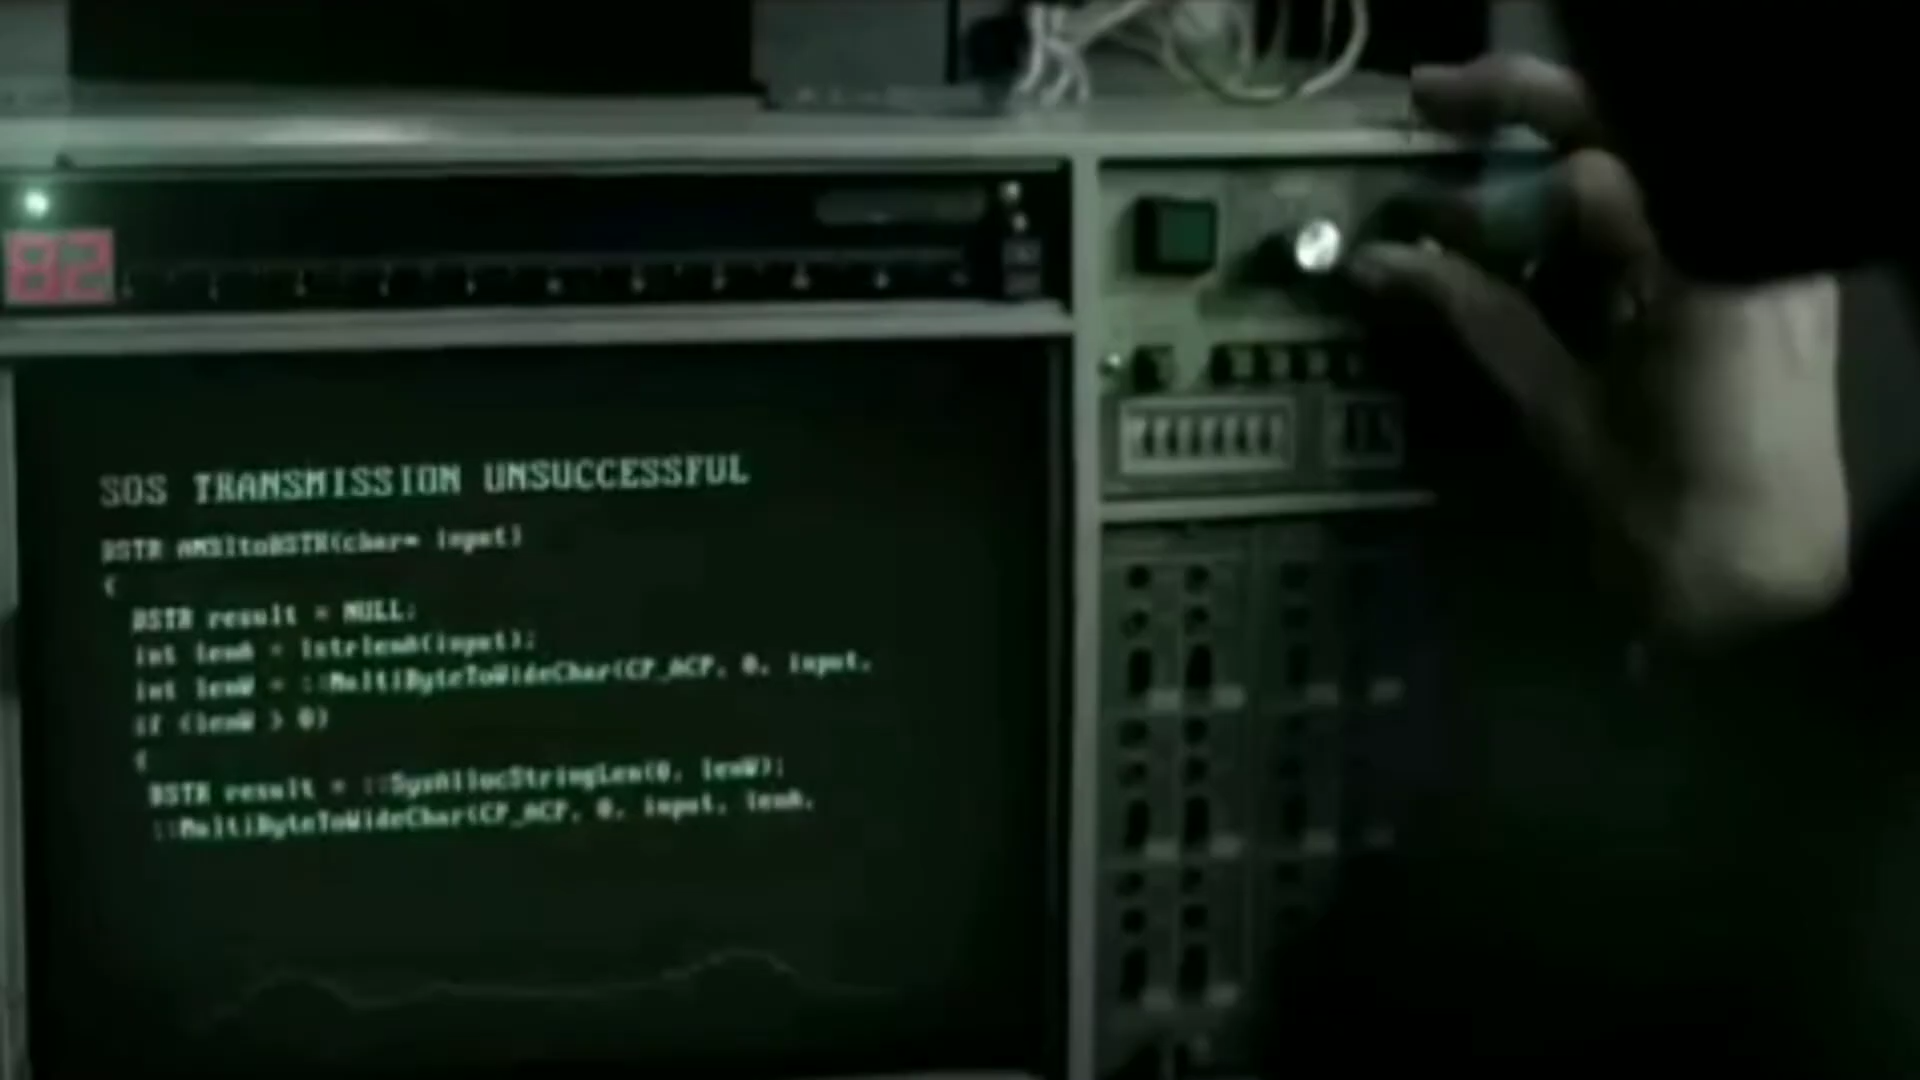 82
SOS TRANSMISSION UNSUCCESSFUL
BSTR ANSItoBSTR(char* input)
{
BSTR result = NULL;
int lenA = lstrlenA(input);
int lenW = ::MultiByteToWideChar(CP_ACP, 0, input,
if (lenW > 0)
{
BSTR result = ::SysAllocStringLen(0, lenW);
::MultiByteToWideChar(CP_ACP, 0, input, lenA,